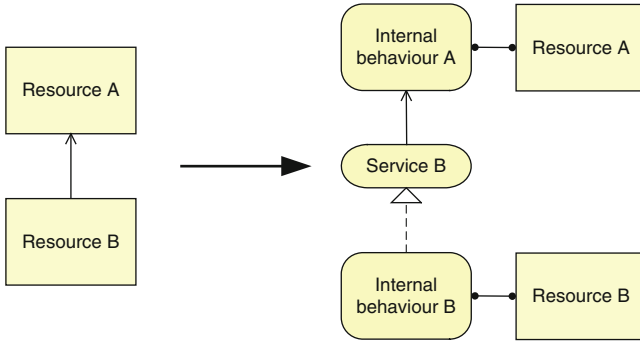 Resource A
Resource B
Internal
behaviour A
Resource A
Service B
Internal
behaviour B
Resource B